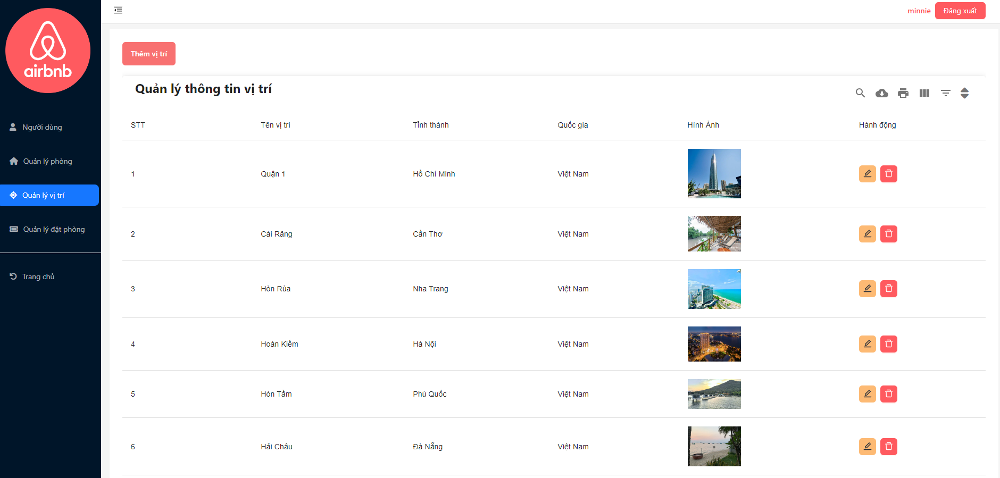 airbnb
Người dùng
Quản lý phòng
Quản lý vị trí
Quản lý đặt phòng
Trang chủ
minnie Đăng xuất
Thêm vị trí
Quản lý thông tin vị trí
STT Tên vị trí Tỉnh thành Quốc gia Hình Ảnh Hành động
1 Quận 1 Hồ Chí Minh Việt Nam
2 Cái Răng Cần Thơ Việt Nam
3 Hòn Rùa Nha Trang Việt Nam
4 Hoàn Kiếm Hà Nội Việt Nam
5 Hòn Tằm Phú Quốc Việt Nam
6 Hải Châu Đà Nẵng Việt Nam